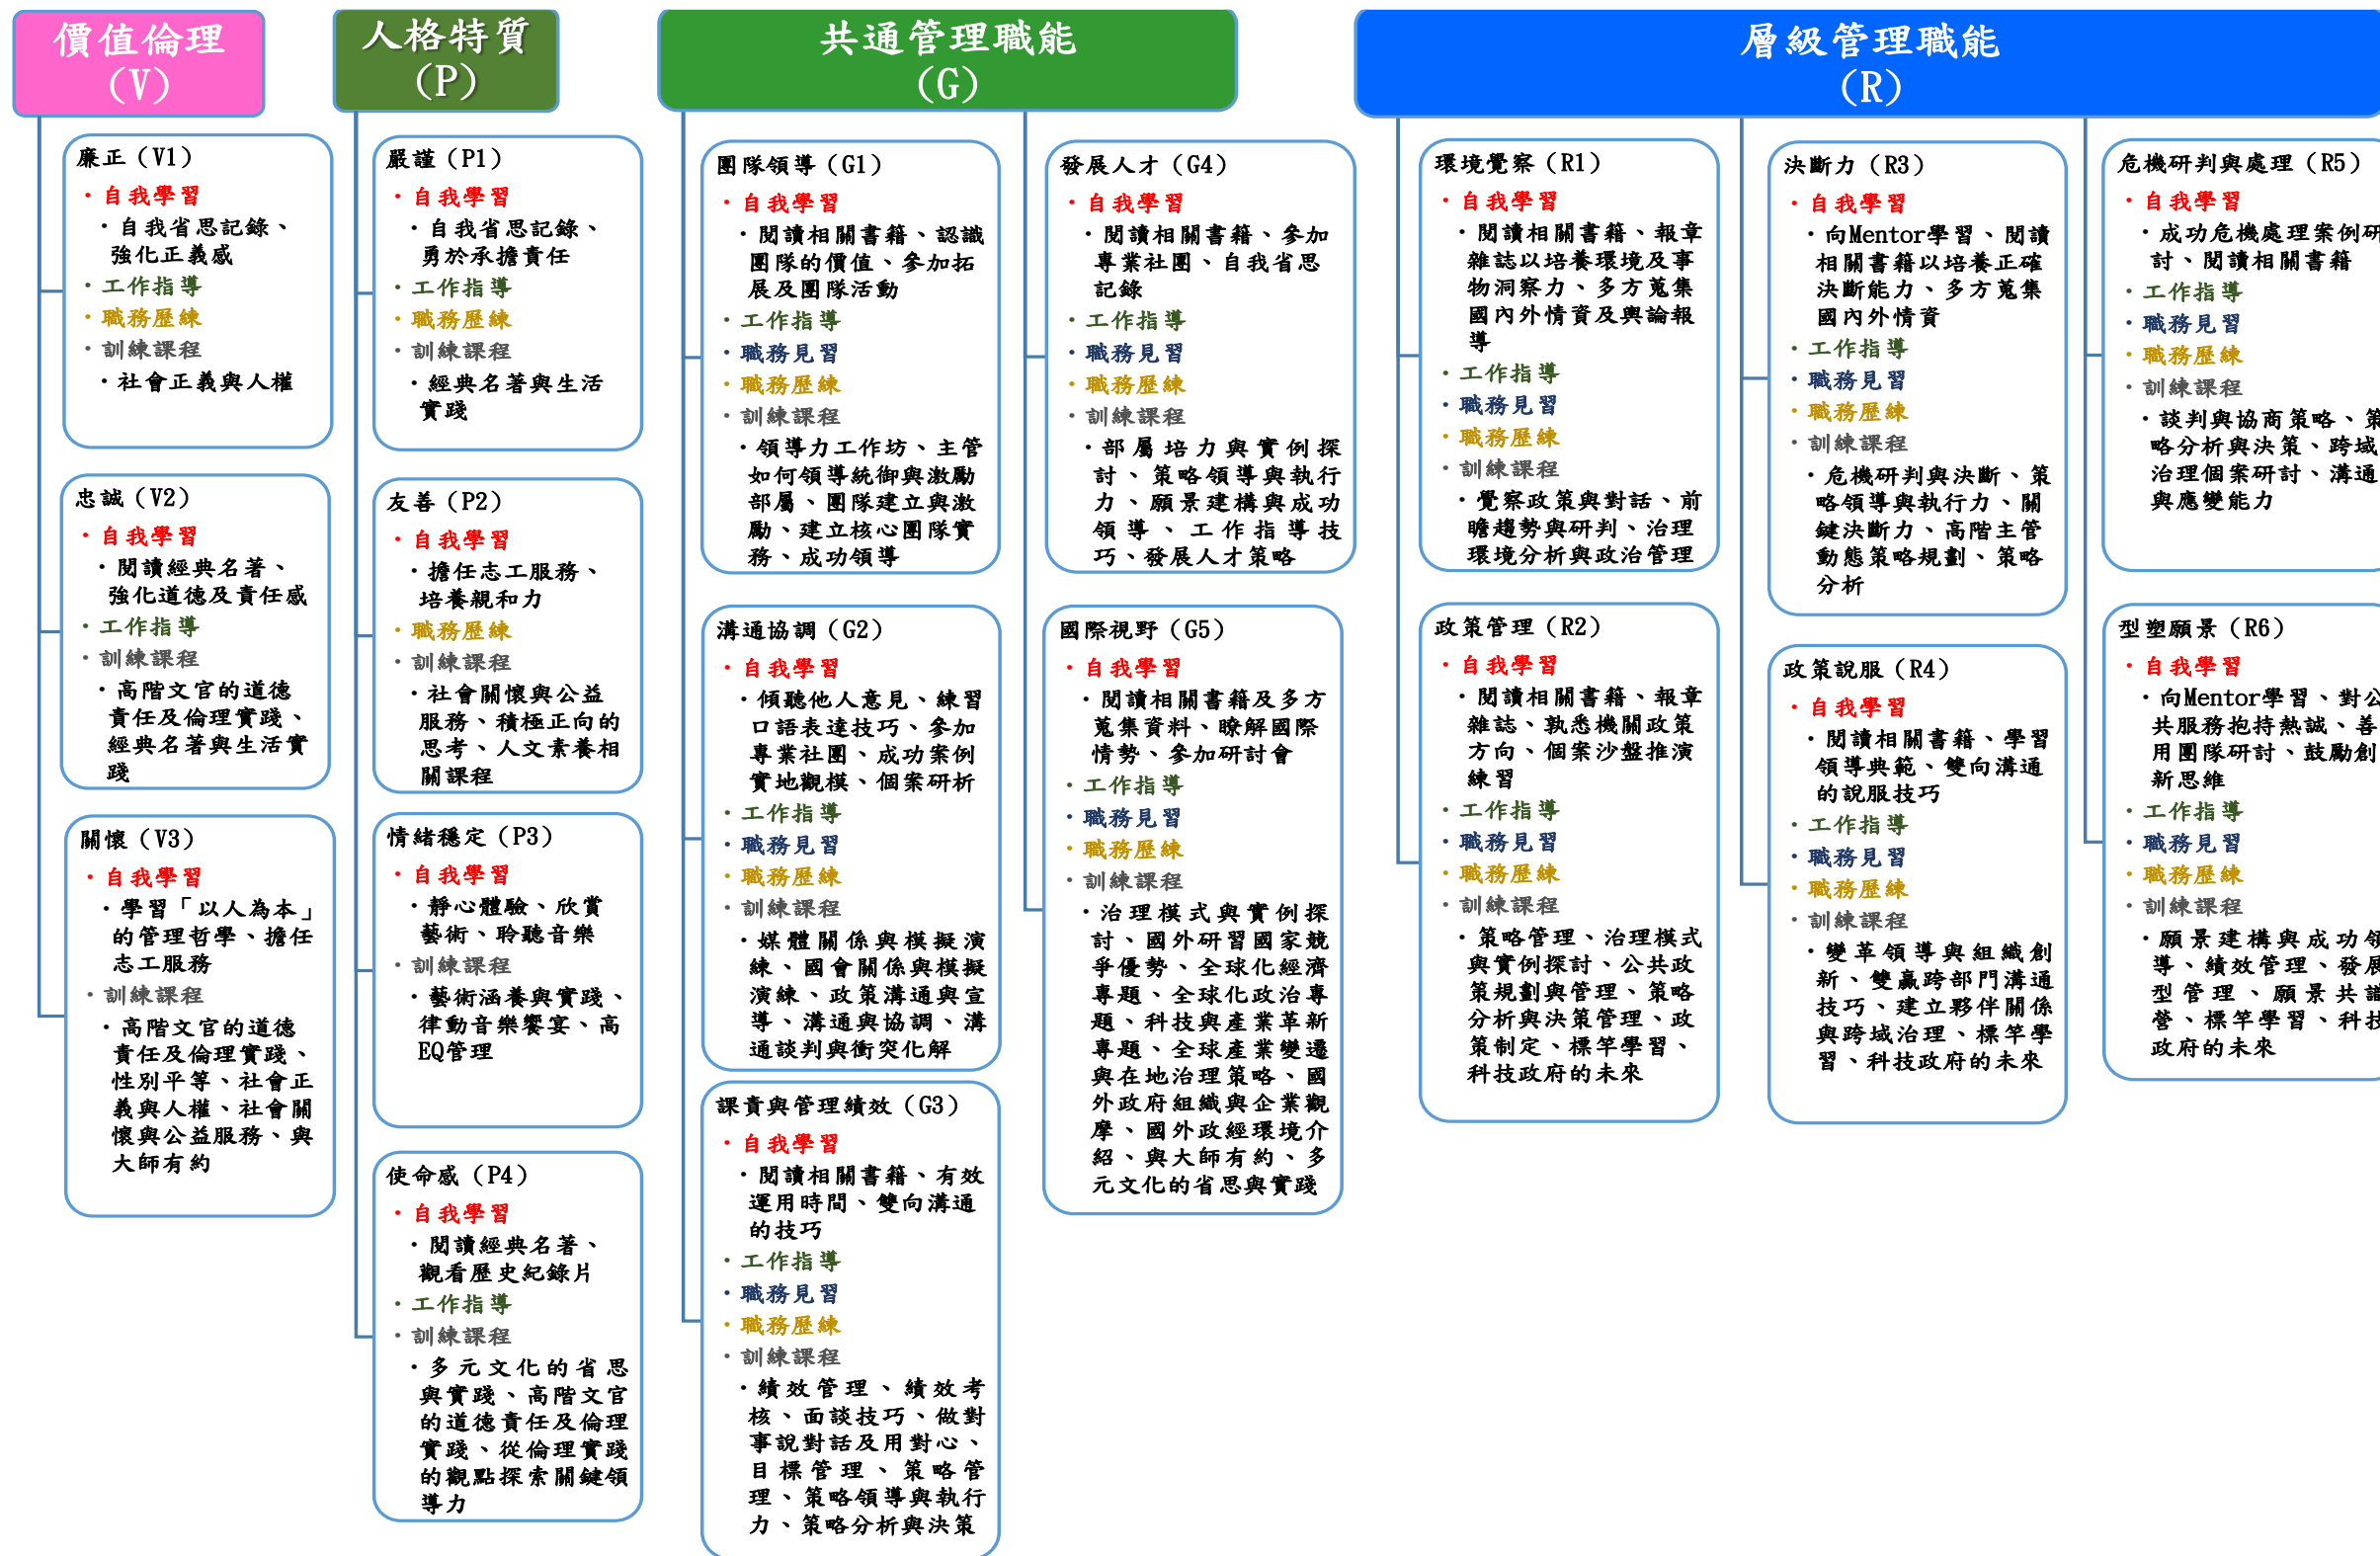 價值倫理
(V)
廉正（V1）
・自我學習
・自我省思記錄、
強化正義感
・工作指導
・職務歷練
・訓練課程
・社會正義與人權
忠誠（V2）
・自我學習
・閱讀經典名著、
強化道德及責任感
・工作指導
・訓練課程
・高階文官的道德
責任及倫理實踐、
經典名著與生活實
踐
關懷（V3）
・自我學習
・學習「以人為本」
的管理哲學、擔任
志工服務
・訓練課程
・高階文官的道德
責任及倫理實踐、
性別平等、社會正
義與人權、社會關
懷與公益服務、與
大師有約
人格特質
(P)
嚴謹（P1）
・自我學習
・自我省思記錄、
勇於承擔責任
・工作指導
・職務歷練
・訓練課程
・經典名著與生活
實踐
友善（P2）
・自我學習
・擔任志工服務、
培養親和力
・職務歷練
・訓練課程
・社會關懷與公益
服務、積極正向的
思考、人文素養相
關課程
情緒穩定（P3）
・自我學習
・靜心體驗、欣賞
藝術、聆聽音樂
・訓練課程
・藝術涵養與實踐、
律動音樂饗宴、高
EQ管理
使命感（P4）
・自我學習
・閱讀經典名著、
觀看歷史紀錄片
・工作指導
・訓練課程
・多元文化的省思
與實踐、高階文官
的道德責任及倫理
實踐、從倫理實踐
的觀點探索關鍵領
導力
共通管理職能
(G)
團隊領導（G1）
・自我學習
・閱讀相關書籍、認識
團隊的價值、參加拓
展及團隊活動
・工作指導
・職務見習
・職務歷練
・訓練課程
・領導力工作坊、主管
如何領導統御與激勵
部屬、團隊建立與激
勵、建立核心團隊實
務、成功領導
溝通協調（G2）
・自我學習
・傾聽他人意見、練習
口語表達技巧、參加
專業社團、成功案例
實地觀模、個案研析
・工作指導
・職務見習
・職務歷練
・訓練課程
・媒體關係與模擬演
練、國會關係與模擬
演練、政策溝通與宣
導、溝通與協調、溝
通談判與衝突化解
課責與管理績效（G3）
・自我學習
・閱讀相關書籍、有效
運用時間、雙向溝通
的技巧
・工作指導
・職務見習
・職務歷練
・訓練課程
・績效管理、績效考
核、面談技巧、做對
事說對話及用對心、
目標管理、策略管
理、策略領導與執行
力、策略分析與決策
發展人才（G4）
・自我學習
・閱讀相關書籍、參加
專業社團、自我省思
記錄
・工作指導
・職務見習
・職務歷練
・訓練課程
・部屬培力與實例探
討、策略領導與執行
力、願景建構與成功
領導、工作指導技
巧、發展人才策略
國際視野（G5）
・自我學習
・閱讀相關書籍及多方
蒐集資料、瞭解國際
情勢、參加研討會
・工作指導
・職務見習
・職務歷練
・訓練課程
・治理模式與實例探
討、國外研習國家競
爭優勢、全球化經濟
專題、全球化政治專
題、科技與產業革新
專題、全球產業變遷
與在地治理策略、國
外政府組織與企業觀
摩、國外政經環境介
紹、與大師有約、多
元文化的省思與實踐
層級管理職能
(R)
環境覺察（R1）
・自我學習
・閱讀相關書籍、報章
雜誌以培養環境及事
物洞察力、多方蒐集
國內外情資及輿論報
導
・工作指導
・職務見習
・職務歷練
・訓練課程
・覺察政策與對話、前
瞻趨勢與研判、治理
環境分析與政治管理
政策管理（R2）
・自我學習
・閱讀相關書籍、報章
雜誌、孰悉機關政策
方向、個案沙盤推演
練習
・工作指導
・職務見習
・職務歷練
・訓練課程
・策略管理、治理模式
與實例探討、公共政
策規劃與管理、策略
分析與決策管理、政
策制定、標竿學習、
科技政府的未來
決斷力（R3）
・自我學習
・向Mentor學習、閱讀
相關書籍以培養正確
決斷能力、多方蒐集
國內外情資
・工作指導
・職務見習
・職務歷練
・訓練課程
・危機研判與決斷、策
略領導與執行力、關
鍵決斷力、高階主管
動態策略規劃、策略
分析
政策說服（R4）
・自我學習
・閱讀相關書籍、學習
領導典範、雙向溝通
的說服技巧
・工作指導
・職務見習
・職務歷練
・訓練課程
・變革領導與組織創
新、雙贏跨部門溝通
技巧、建立夥伴關係
與跨域治理、標竿學
習、科技政府的未來
危機研判與處理（R5）
・自我學習
・成功危機處理案例研
討、閱讀相關書籍
・工作指導
・職務見習
・職務歷練
・訓練課程
・談判與協商策略、策
略分析與決策、跨域
治理個案研討、溝通
與應變能力
型塑願景（R6）
・自我學習
・向Mentor學習、對公
共服務抱持熱誠、善
用團隊研討、鼓勵創
新思維
・工作指導
・職務見習
・職務歷練
・訓練課程
・願景建構與成功領
導、績效管理、發展
型管理、願景共識
營、標竿學習、科技
政府的未來